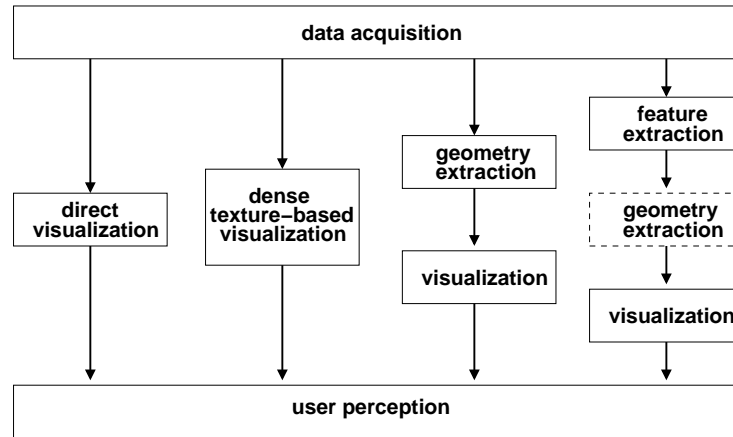 data acquisition
direct
visualization
dense
texture–based
visualization
geometry
extraction
visualization
feature
extraction
geometry
extraction
visualization
user perception